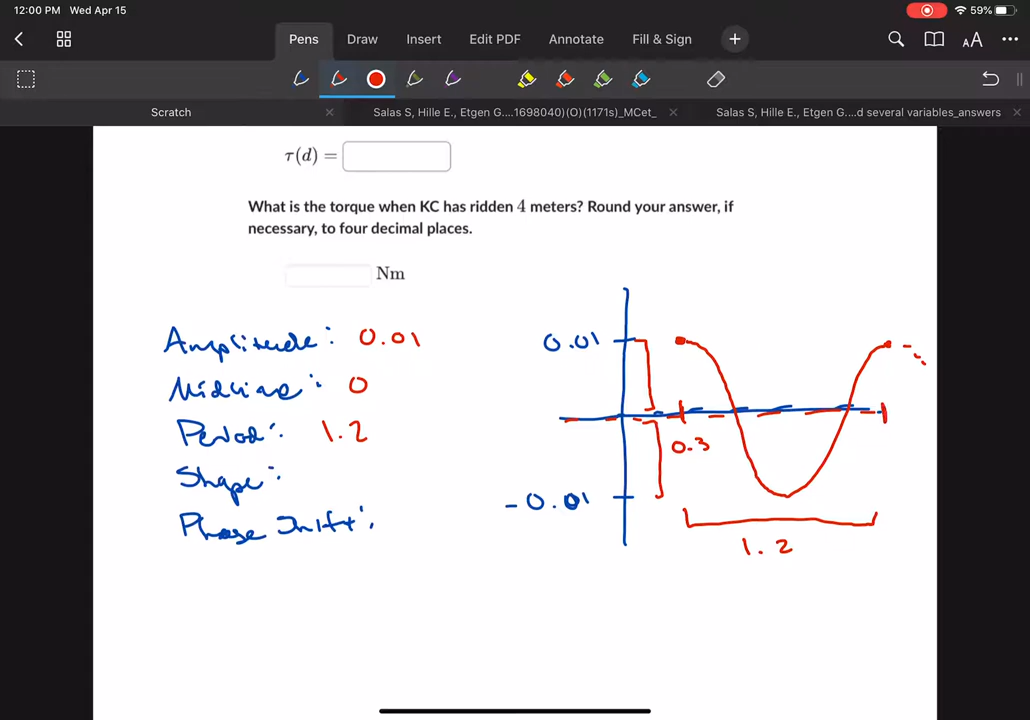 12:00 PM Wed Apr 15
59%
Pens Draw Insert Edit PDF Annotate Fill & Sign
Scratch
Salas S, Hille E., Etgen G....1698040)(O)(1171s)_MCet_
Salas S, Hille E., Etgen G....d several variables_answers
τ(d) =
What is the torque when KC has ridden 4 meters? Round your answer, if
necessary, to four decimal places.
Nm
Amplitude: 0.01
Midline: 0
Period: 1.2
Shape:
Phase Shift:
0.01
0.3
-0.01
1.2